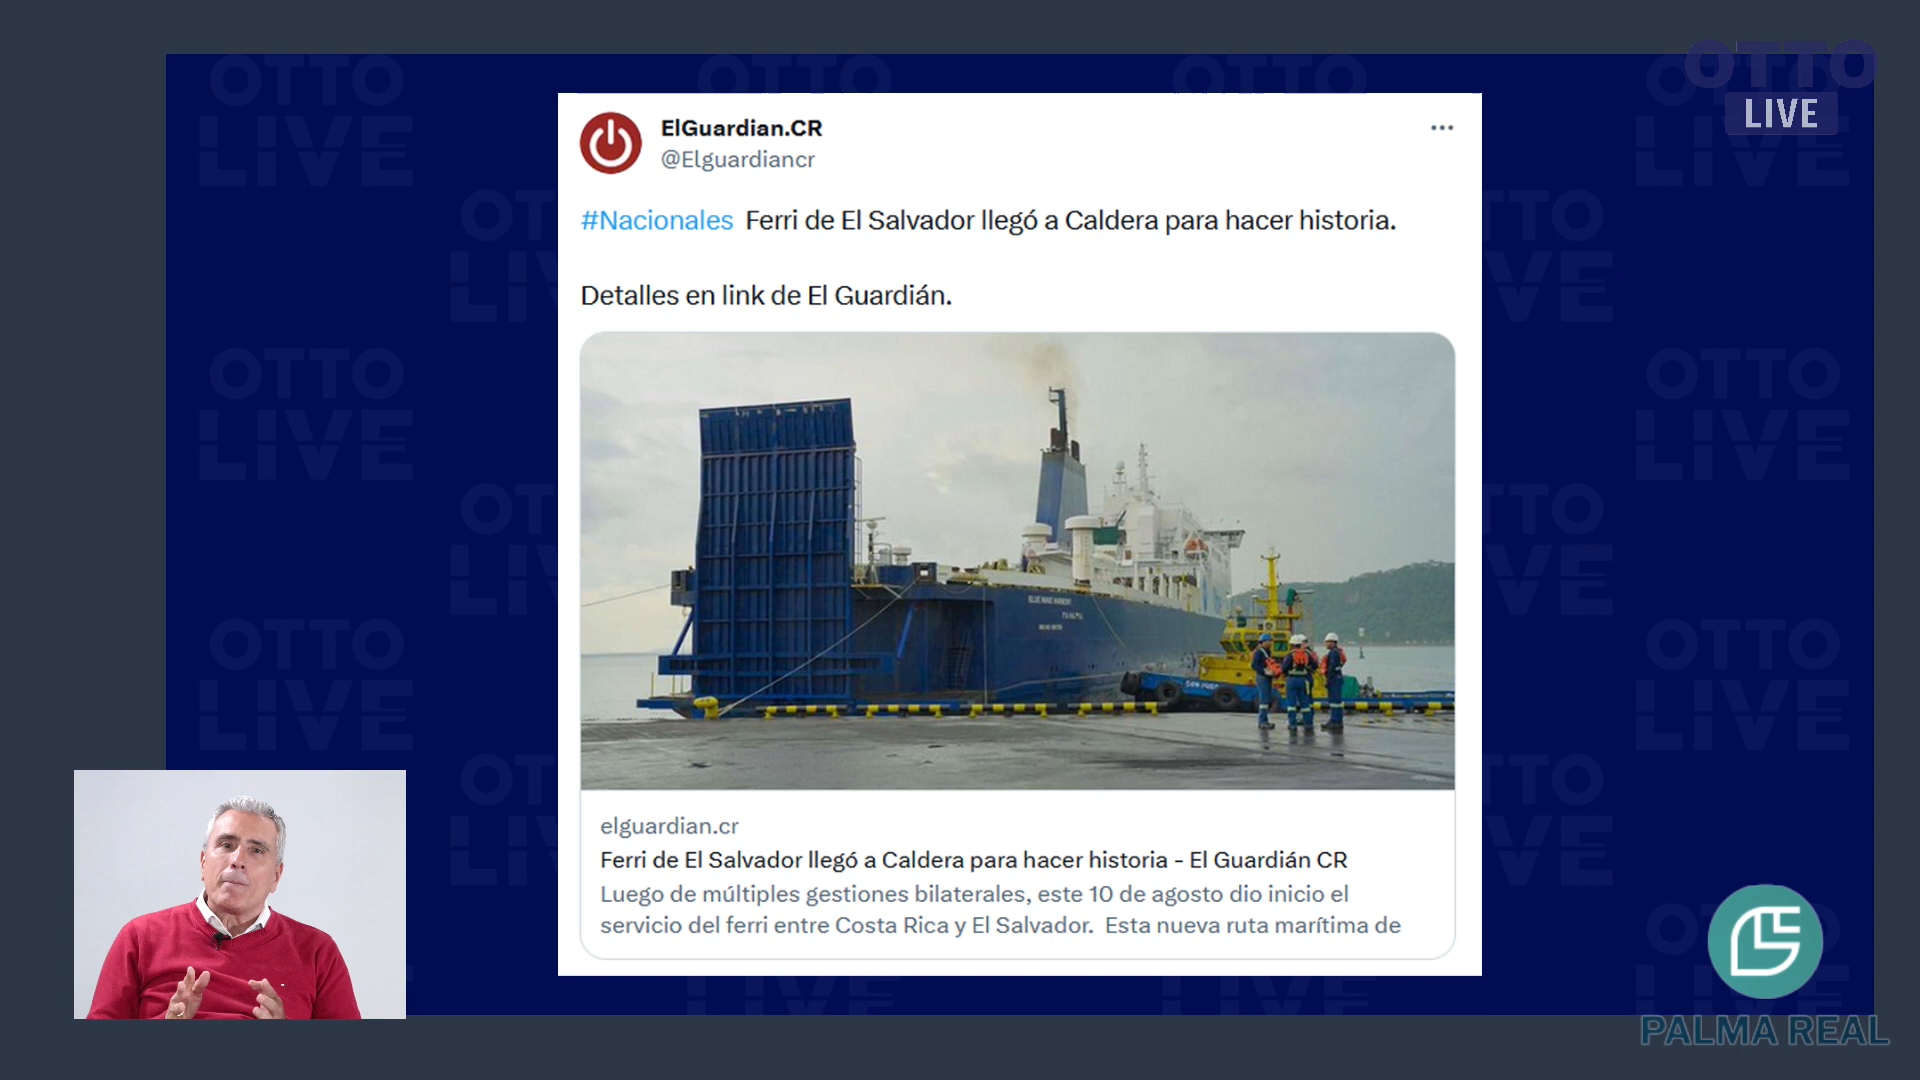 OTTO
LIVE
ElGuardian.CR
@Elguardiancr
#Nacionales Ferri de El Salvador llegó a Caldera para hacer historia.
Detalles en link de El Guardián.
elguardian.cr
Ferri de El Salvador llegó a Caldera para hacer historia - El Guardián CR
Luego de múltiples gestiones bilaterales, este 10 de agosto dio inicio el
servicio del ferri entre Costa Rica y El Salvador. Esta nueva ruta marítima de
PALMA REAL